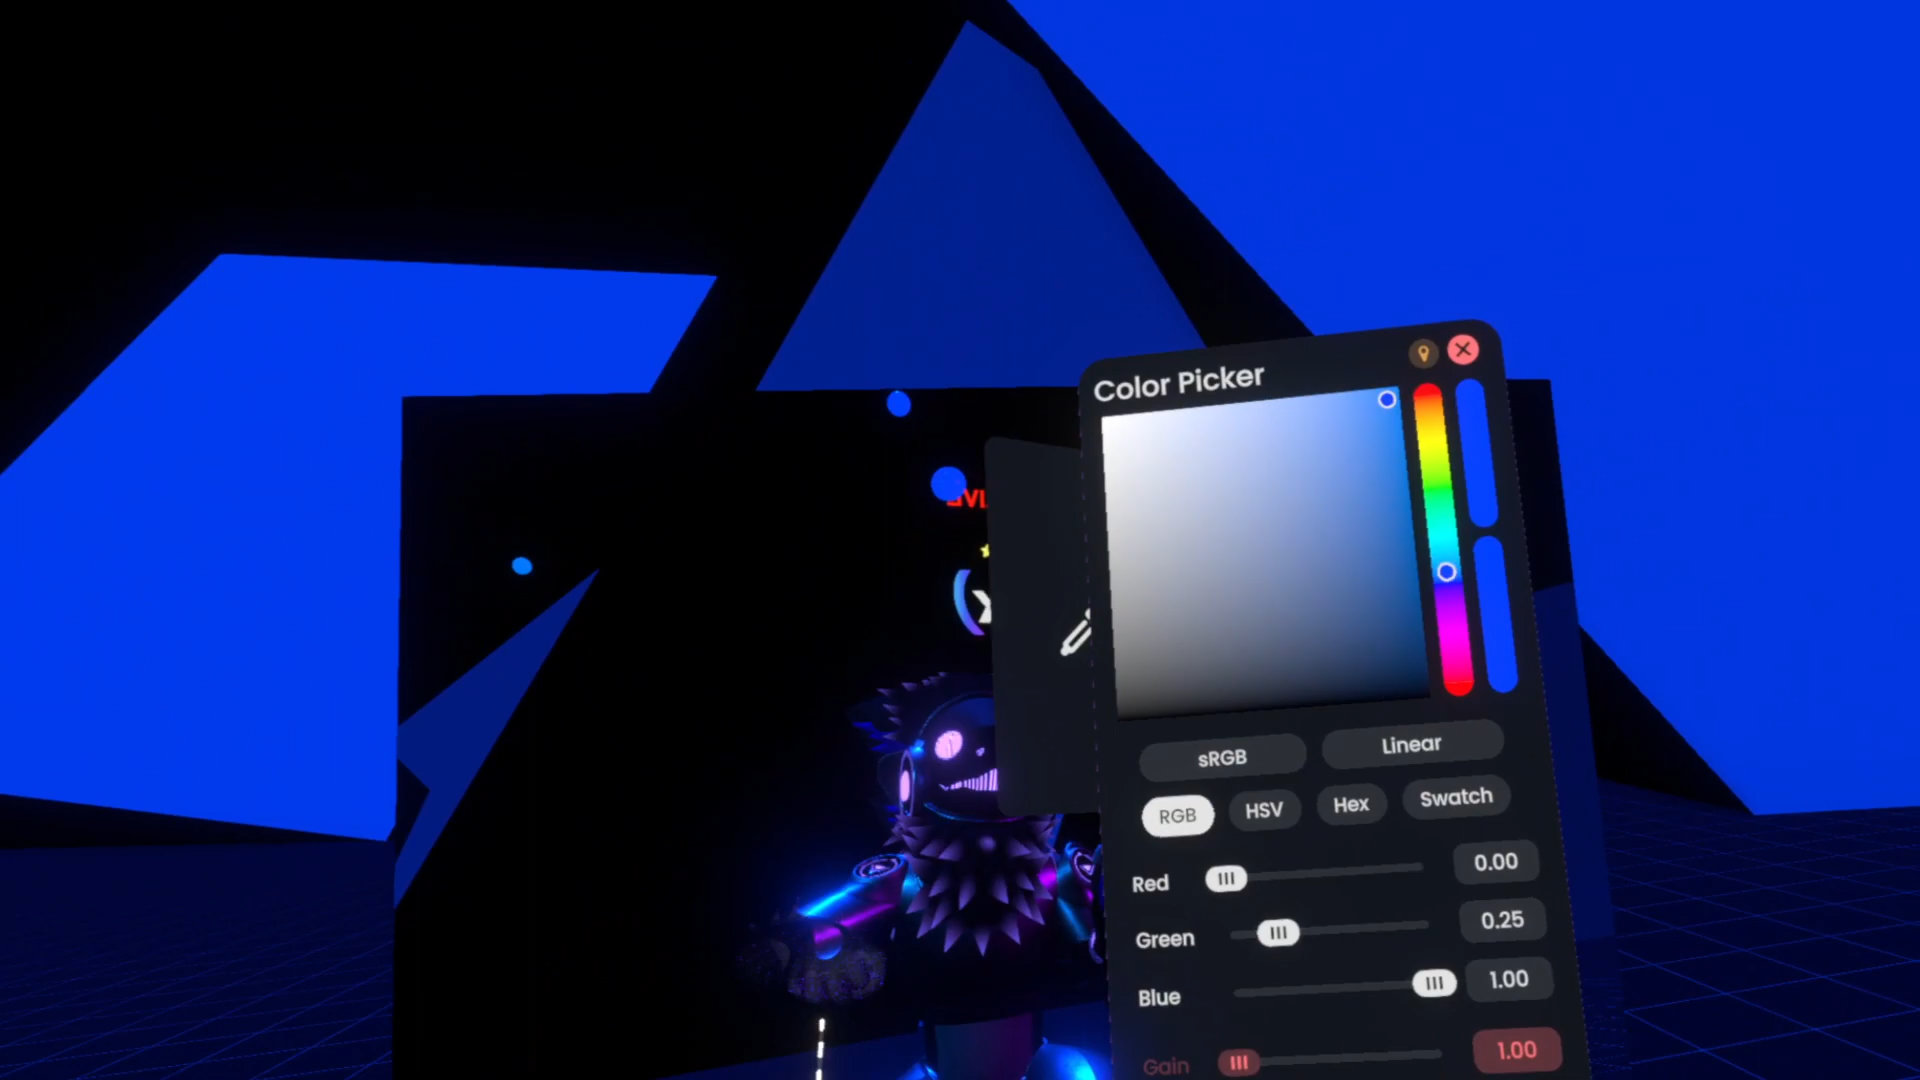 Color Picker
sRGB Linear
RGB HSV Hex Swatch
Red 0.00
Green 0.25
Blue 1.00
Gain 1.00